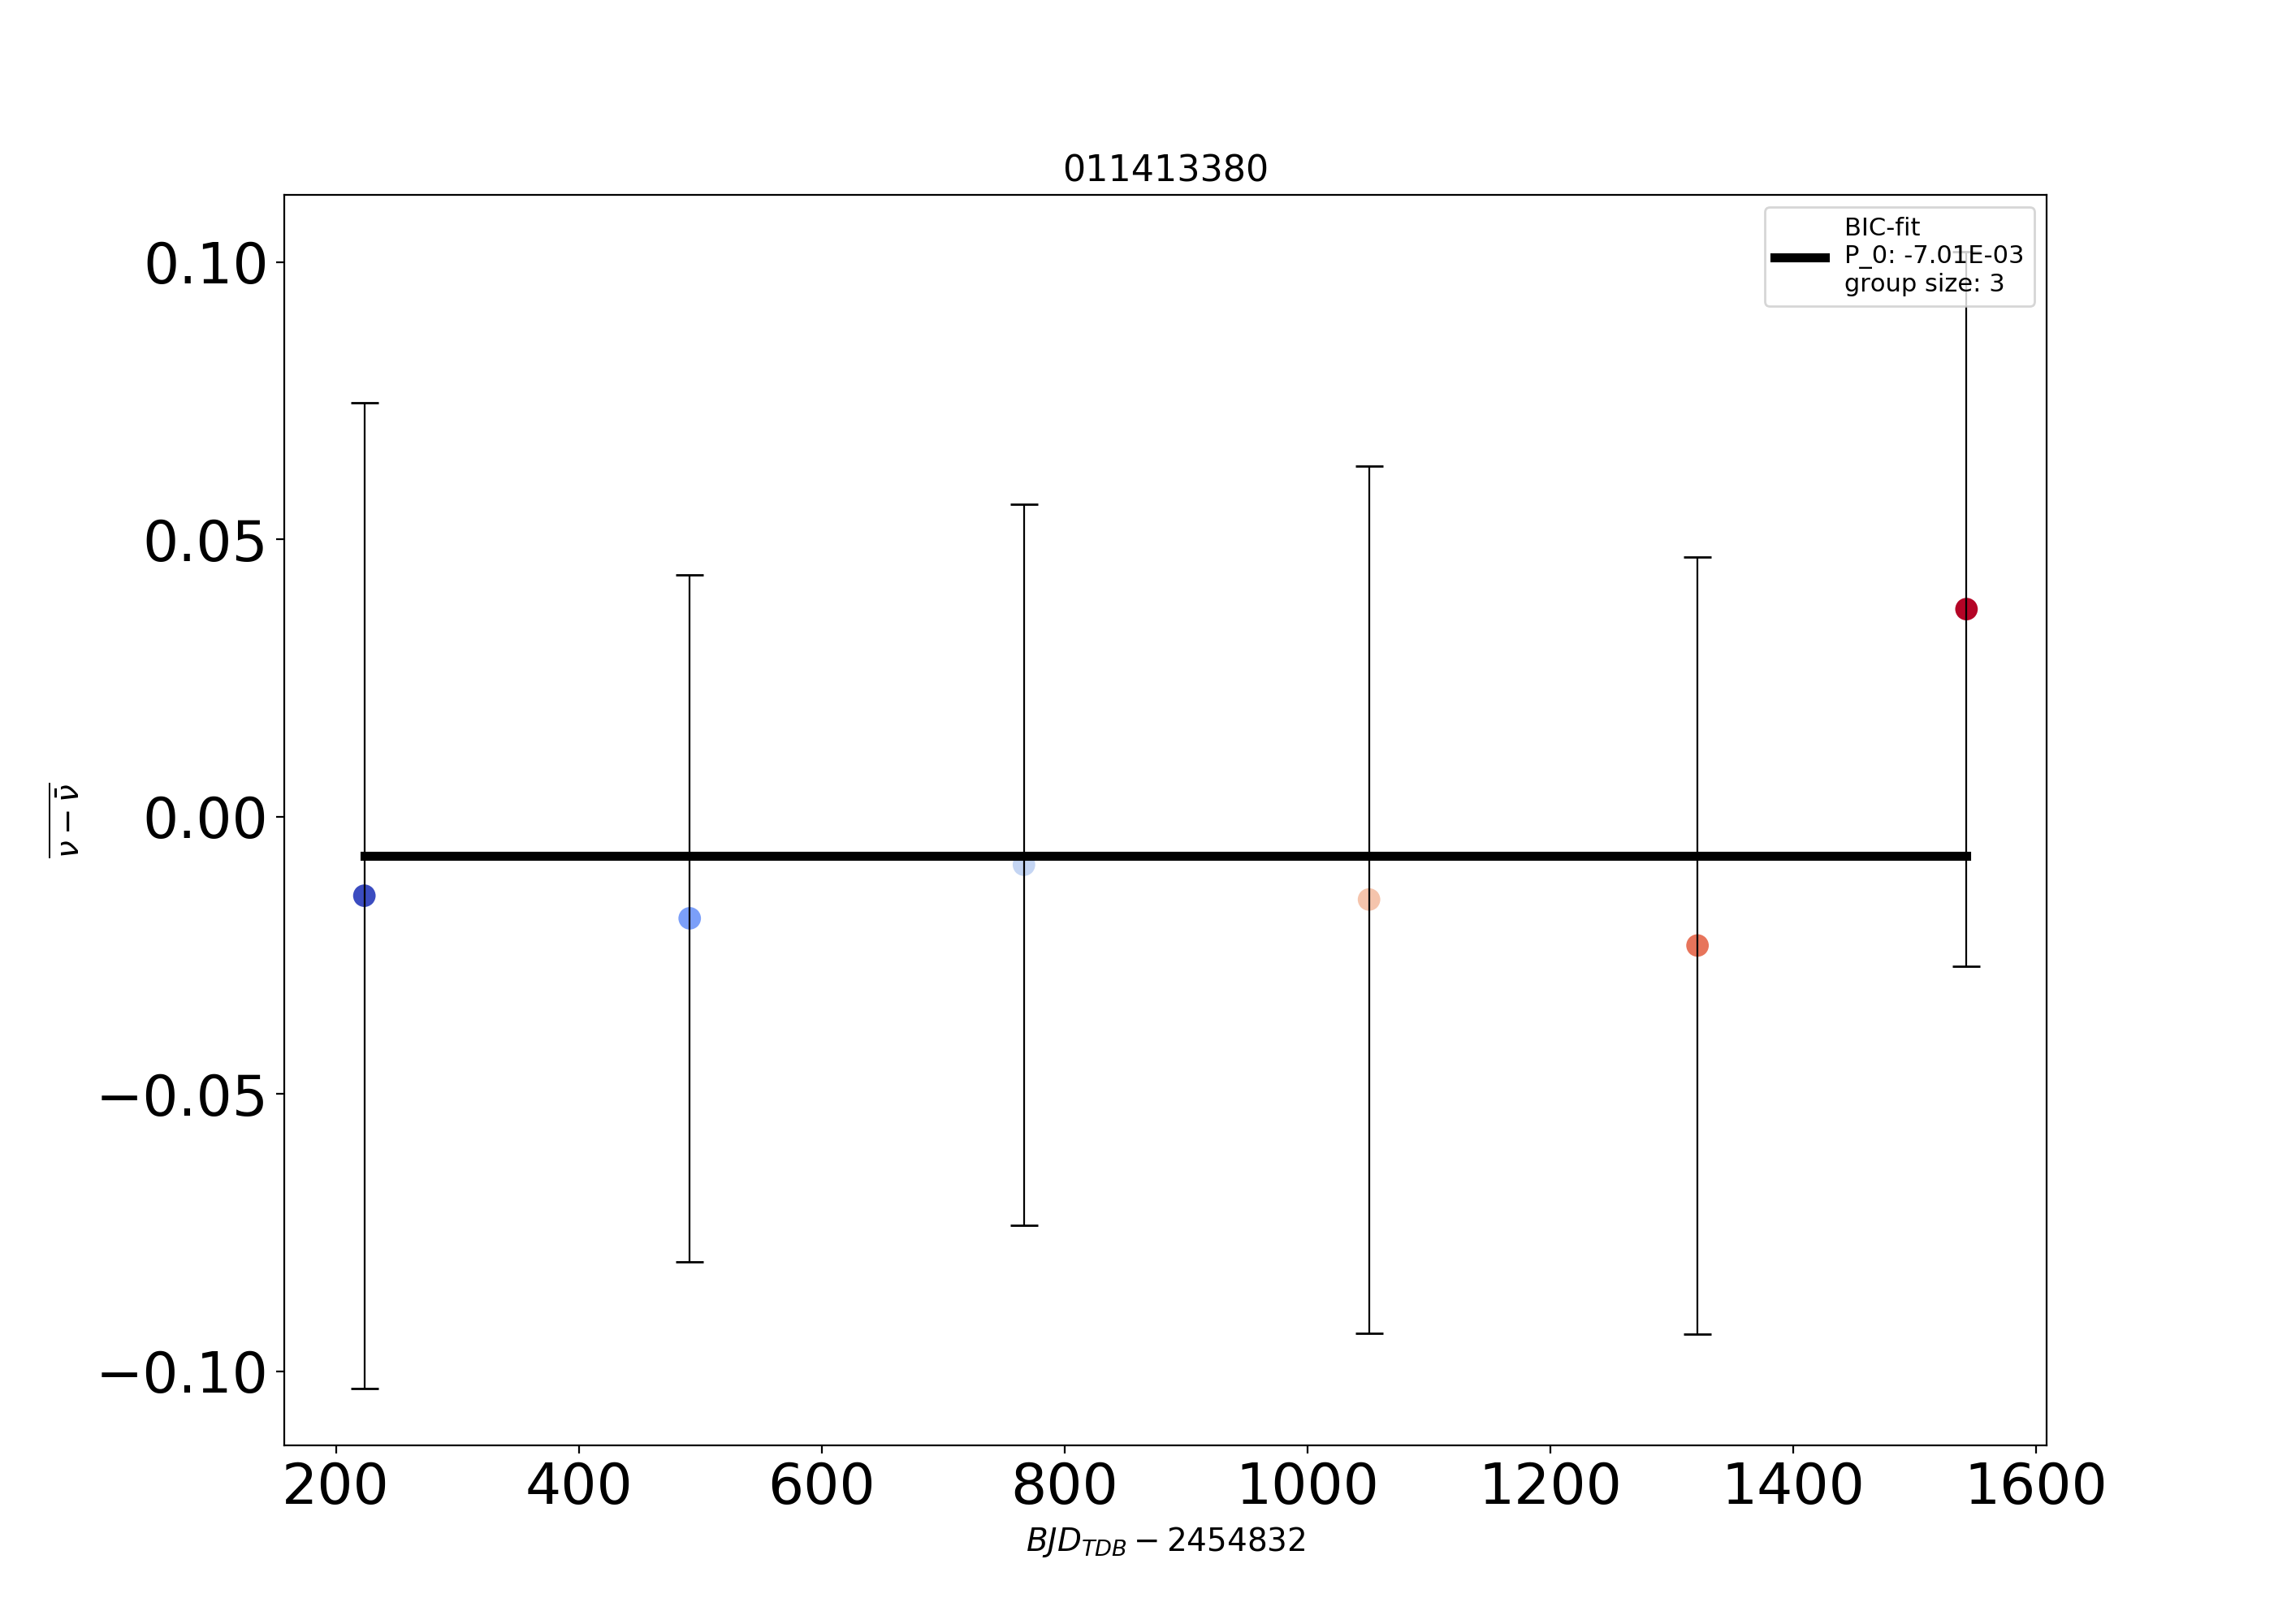 011413380
BIC-fit
P_0: -7.01E-03
group size: 3
0.10
0.05
0.00
−0.05
−0.10
ν − ν̄
200 400 600 800 1000 1200 1400 1600
BJD_TDB − 2454832